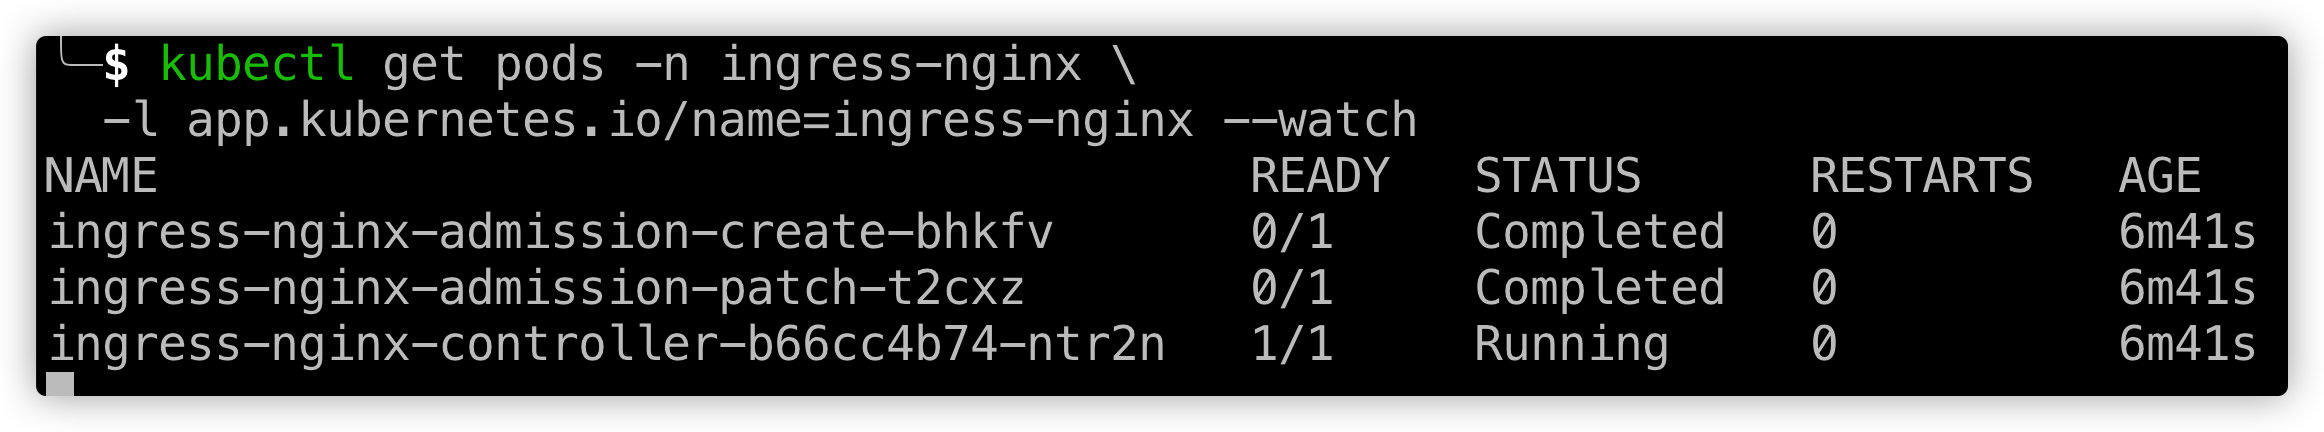 $ kubectl get pods -n ingress-nginx \
-l app.kubernetes.io/name=ingress-nginx --watch
NAME READY STATUS RESTARTS AGE
ingress-nginx-admission-create-bhkfv 0/1 Completed 0 6m41s
ingress-nginx-admission-patch-t2cxz 0/1 Completed 0 6m41s
ingress-nginx-controller-b66cc4b74-ntr2n 1/1 Running 0 6m41s